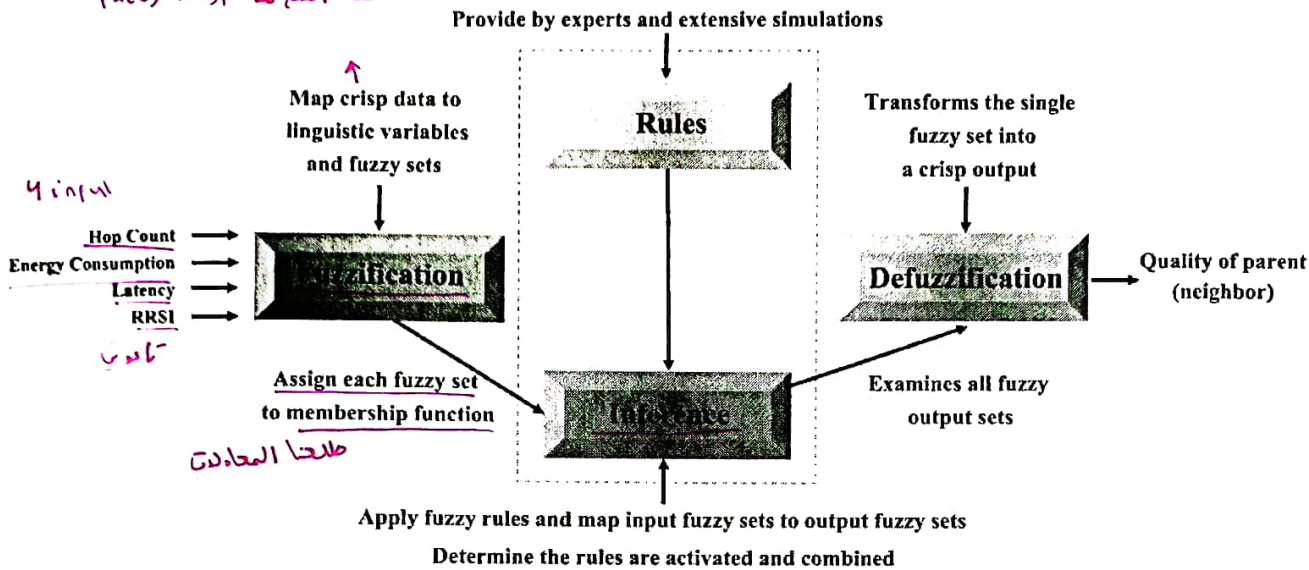 Provide by experts and extensive simulations
Map crisp data to
linguistic variables
and fuzzy sets
Rules
Transforms the single
fuzzy set into
a crisp output
4 input
Hop Count
Energy Consumption
Latency
RRSI
Fuzzification
Defuzzification
Quality of parent
(neighbor)
Assign each fuzzy set
to membership function
طلعنا المعادلات
Inference
Examines all fuzzy
output sets
Apply fuzzy rules and map input fuzzy sets to output fuzzy sets
Determine the rules are activated and combined